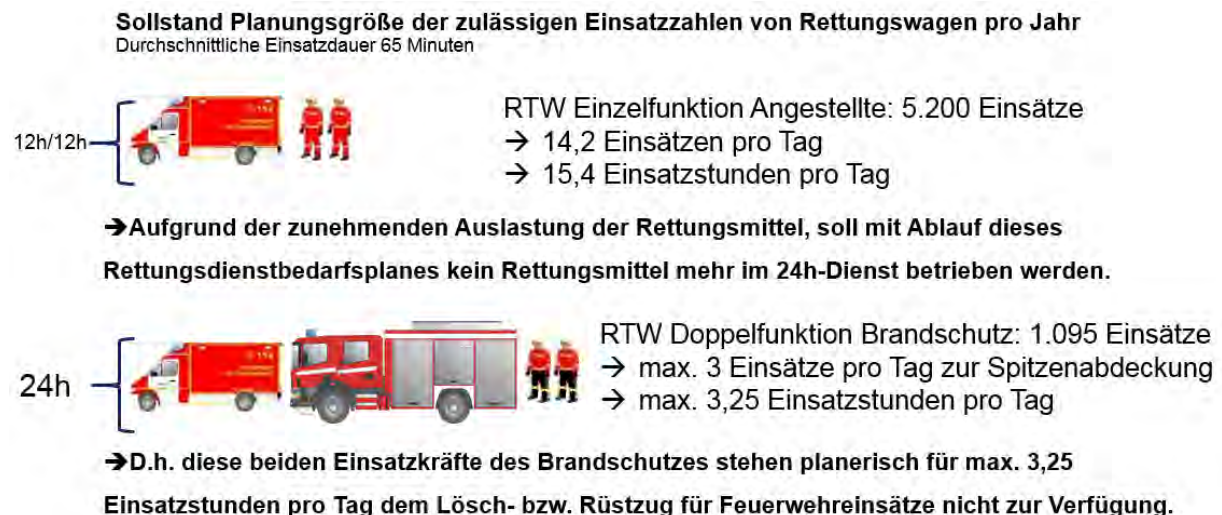 Sollstand Planungsgröße der zulässigen Einsatzzahlen von Rettungswagen pro Jahr
Durchschnittliche Einsatzdauer 65 Minuten
12h/12h
RTW Einzelfunktion Angestellte: 5.200 Einsätze
→ 14,2 Einsätzen pro Tag
→ 15,4 Einsatzstunden pro Tag
➔Aufgrund der zunehmenden Auslastung der Rettungsmittel, soll mit Ablauf dieses
Rettungsdienstbedarfsplanes kein Rettungsmittel mehr im 24h-Dienst betrieben werden.
24h
RTW Doppelfunktion Brandschutz: 1.095 Einsätze
→ max. 3 Einsätze pro Tag zur Spitzenabdeckung
→ max. 3,25 Einsatzstunden pro Tag
➔D.h. diese beiden Einsatzkräfte des Brandschutzes stehen planerisch für max. 3,25
Einsatzstunden pro Tag dem Lösch- bzw. Rüstzug für Feuerwehreinsätze nicht zur Verfügung.